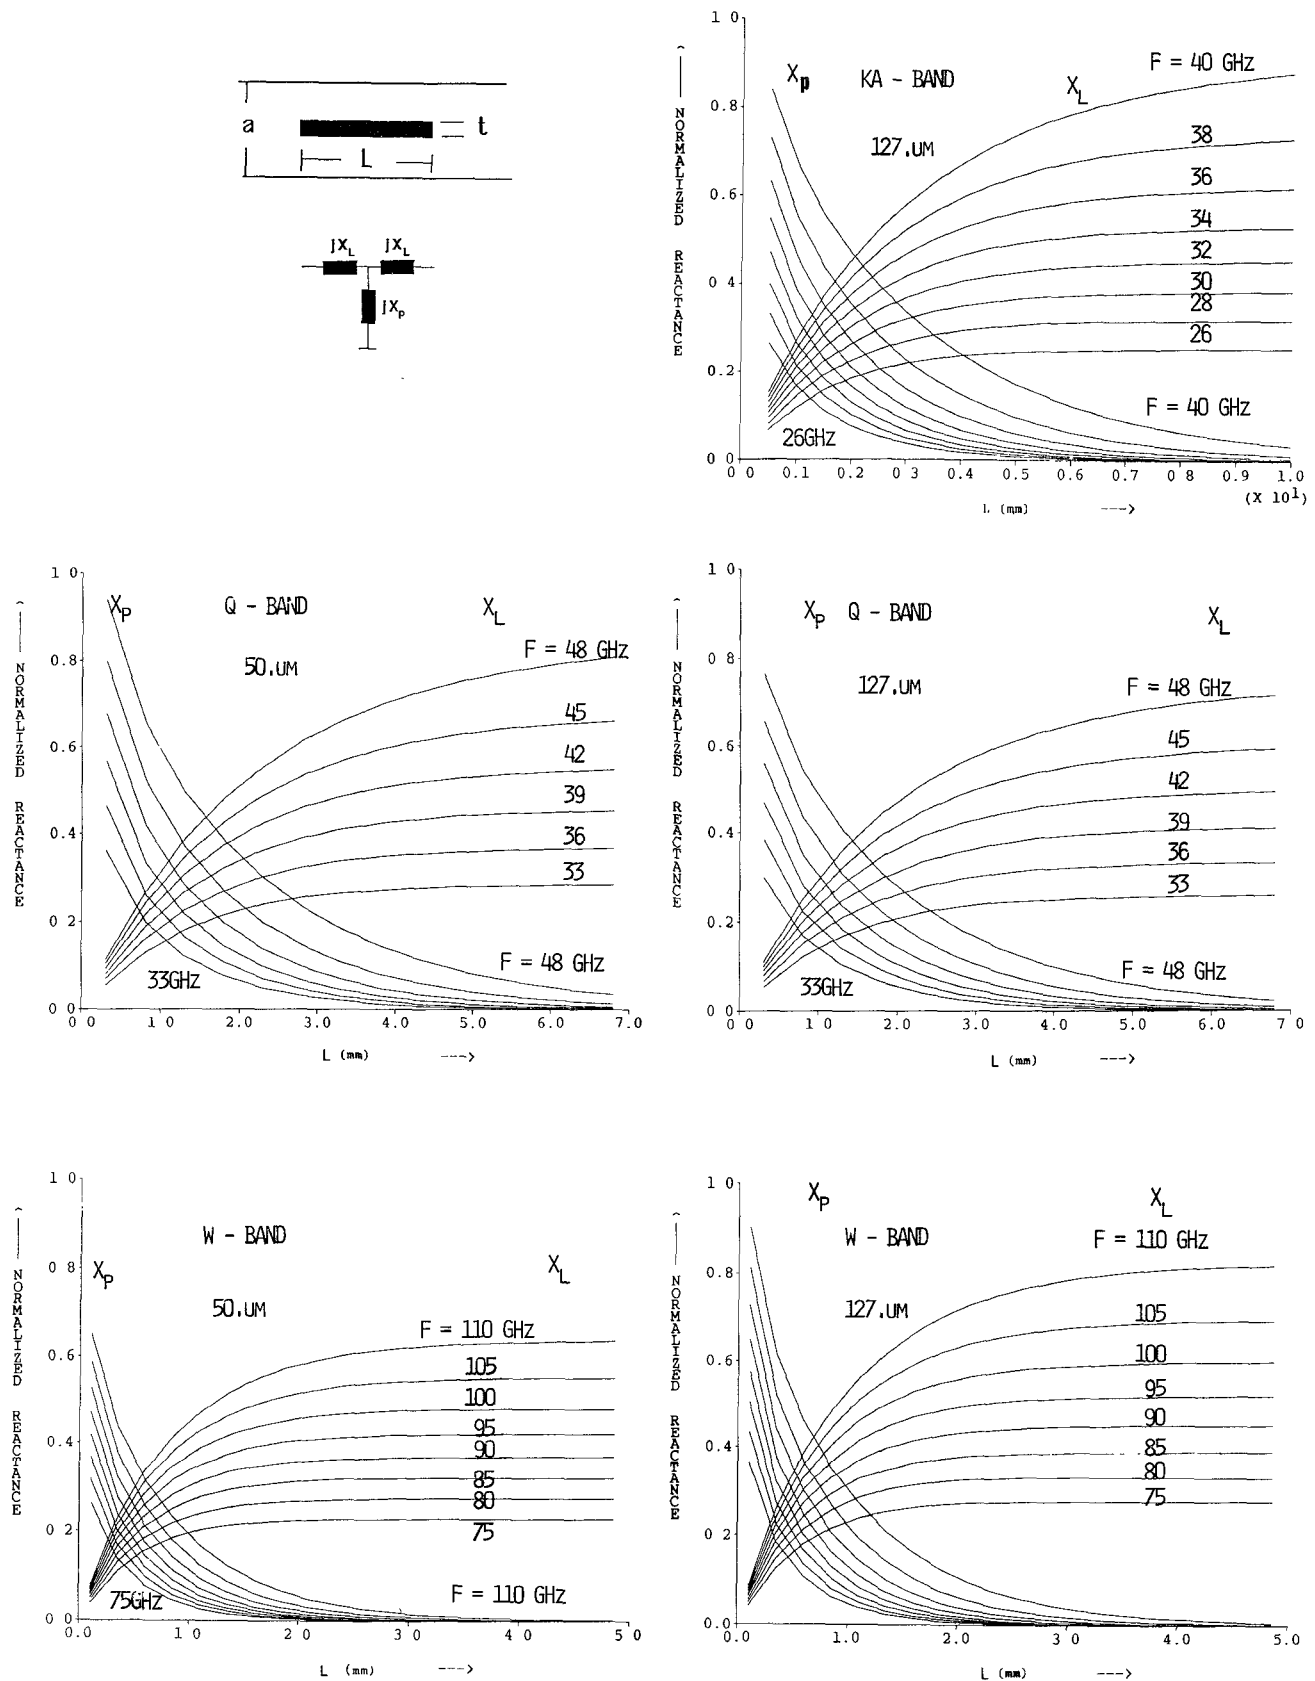 a
t
L
jX_L jX_L
jX_p
NORMALIZED REACTANCE
1 0
0.8
0.6
0 4
0.2
0 0
X_p KA - BAND
X_L
F = 40 GHz
127.UM
38
36
34
32
30
28
26
F = 40 GHz
26GHz
0 0 0.1 0.2 0 3 0.4 0.5 0.6 0.7 0 8 0.9 1.0
(X 10^1)
L (mm) --->
NORMALIZED REACTANCE
1 0
0.8
0.6
0.4
0 2
0 0
X_P Q - BAND X_L
F = 48 GHz
50.UM
45
42
39
36
33
F = 48 GHz
33GHz
0 0 1.0 2.0 3.0 4.0 5.0 6.0 7.0
L (mm) --->
NORMALIZED REACTANCE
1 0
0 8
0.6
0.4
0.2
0 0
X_P Q - BAND X_L
127.UM
F = 48 GHz
45
42
39
36
33
F = 48 GHz
33GHz
0 0 1 0 2.0 3.0 4.0 5.0 6.0 7 0
L (mm) --->
NORMALIZED REACTANCE
1 0
0 8
0.6
0.4
0 2
0 0
W - BAND
X_P X_L
50.UM
F = 110 GHz
105
100
95
90
85
80
75
F = 110 GHz
75GHz
0.0 1 0 2 0 3 0 4 0 5 0
L (mm) --->
NORMALIZED REACTANCE
1 0
0.8
0.6
0.4
0 2
0.0
X_P X_L
W - BAND F = 110 GHz
127.UM
105
100
95
90
85
80
75
0.0 1.0 2.0 3.0 4.0 5.0
L (mm) --->